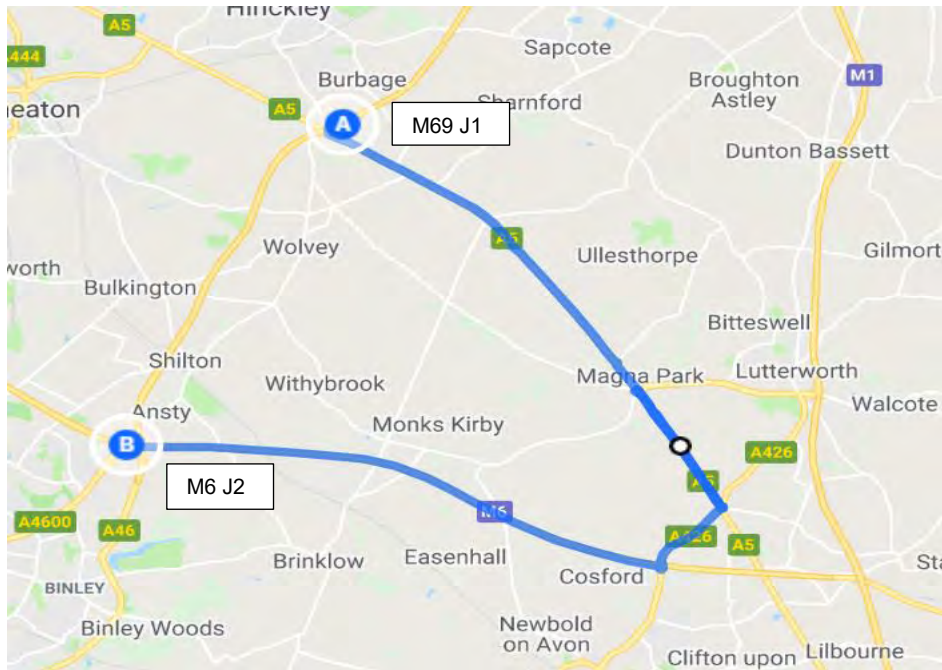 Hinckley
A5
Sapcote
A444
Burbage
M1
Broughton
Astley
eaton
A5
A
M69 J1
Sharnford
Dunton Bassett
Wolvey
A5
Ullesthorpe
Gilmort
worth
Bulkington
Bitteswell
Shilton
Magna Park
Lutterworth
Withybrook
Ansty
Walcote
Monks Kirby
B
A426
M6 J2
A5
M6
A4600
A46
A426
A5
Brinklow
Easenhall
Cosford
Sta
BINLEY
Newbold
on Avon
Binley Woods
Clifton upon
Lilbourne